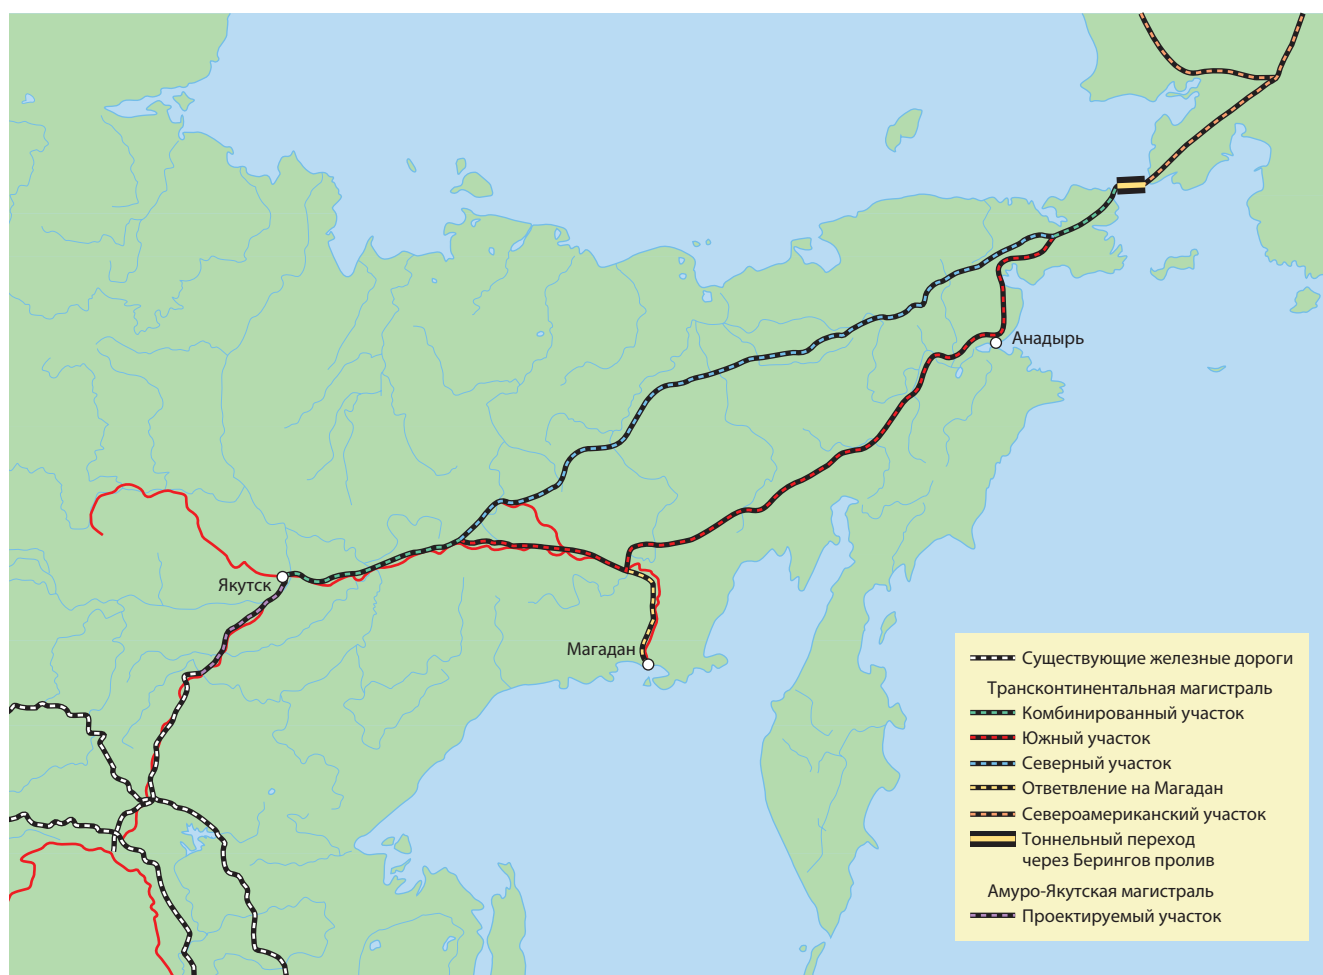 Анадырь
Якутск
Магадан
Существующие железные дороги
Трансконтинентальная магистраль
Комбинированный участок
Южный участок
Северный участок
Ответвление на Магадан
Североамериканский участок
Тоннельный переход
через Берингов пролив
Амуро-Якутская магистраль
Проектируемый участок